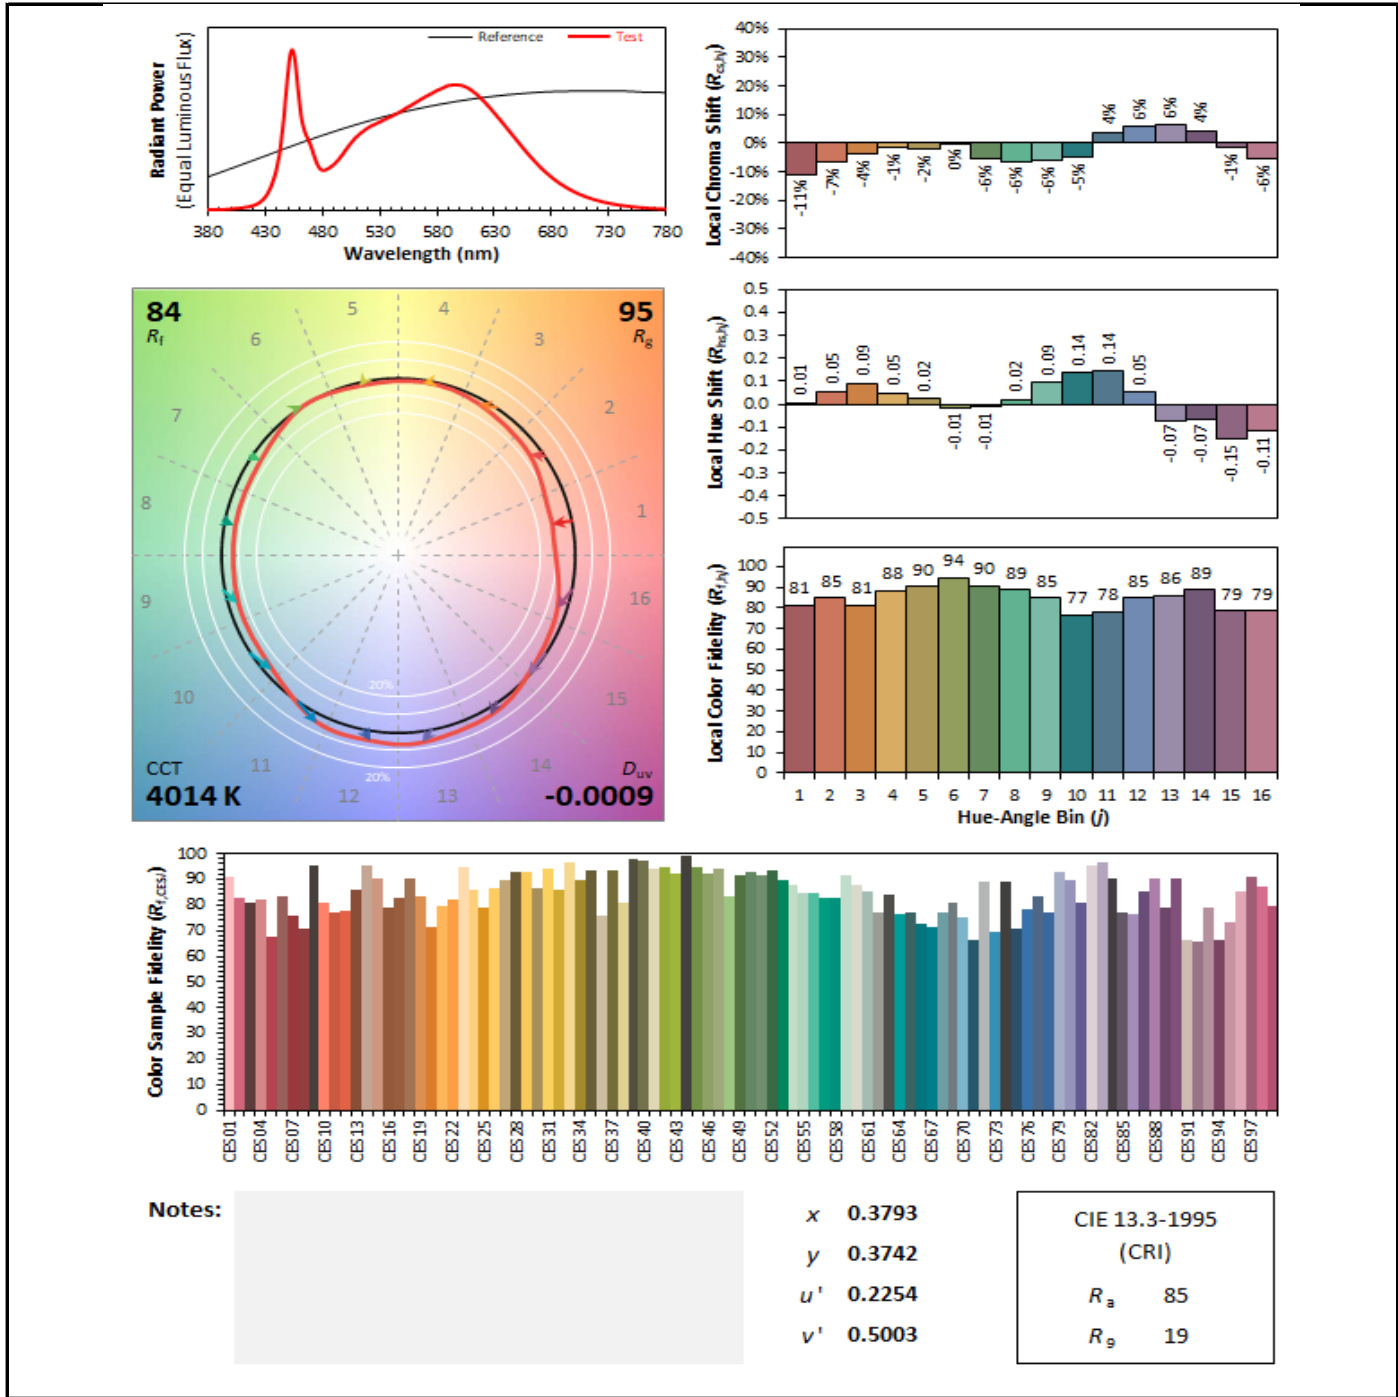 Radiant Power
(Equal Luminous Flux)
Reference
Test
380 430 480 530 580 630 680 730 780
Wavelength (nm)
Local Chroma Shift (Rcs,hj)
40%
30%
20%
10%
0%
-10%
-20%
-30%
-40%
-11% -7% -4% -1% -2% 0% -6% -6% -6% -5% 4% 6% 6% 4% -1% -6%
84
Rf
95
Rg
1
2
3
4
5
6
7
8
9
10
11
12
13
14
15
16
20%
20%
CCT
4014 K
Duv
-0.0009
Local Hue Shift (Rhs,hj)
0.5
0.4
0.3
0.2
0.1
0.0
-0.1
-0.2
-0.3
-0.4
-0.5
0.01 0.05 0.09 0.05 0.02 -0.01 -0.01 0.02 0.09 0.14 0.14 0.05 -0.07 -0.07 -0.15 -0.11
Local Color Fidelity (Rf,hj)
100
90
80
70
60
50
40
30
20
10
0
81 85 81 88 90 94 90 89 85 77 78 85 86 89 79 79
1 2 3 4 5 6 7 8 9 10 11 12 13 14 15 16
Hue-Angle Bin (j)
Color Sample Fidelity (Rf,CESi)
100
90
80
70
60
50
40
30
20
10
0
CES01 CES04 CES07 CES10 CES13 CES16 CES19 CES22 CES25 CES28 CES31 CES34 CES37 CES40 CES43 CES46 CES49 CES52 CES55 CES58 CES61 CES64 CES67 CES70 CES73 CES76 CES79 CES82 CES85 CES88 CES91 CES94 CES97
Notes:
x 0.3793
y 0.3742
u' 0.2254
v' 0.5003
CIE 13.3-1995
(CRI)
Ra 85
R9 19